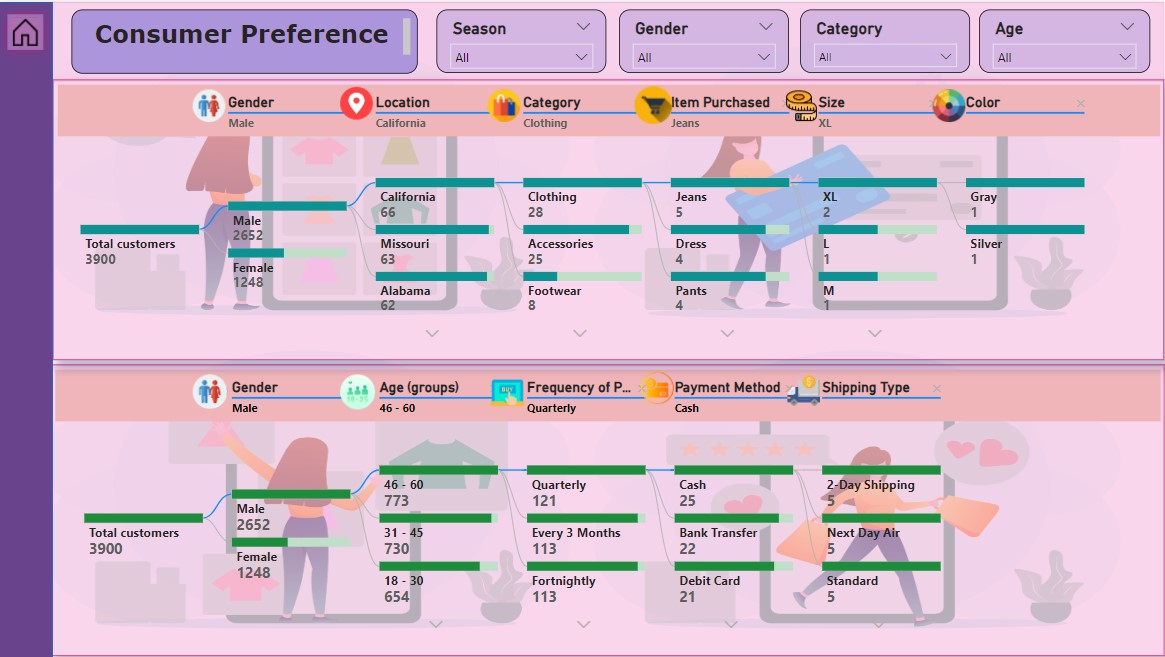 Consumer Preference
Season
All
Gender
All
Category
All
Age
All
Gender
Male
Location
California
Category
Clothing
Item Purchased
Jeans
Size
XL
Color
Total customers
3900
Male
2652
Female
1248
California
66
Missouri
63
Alabama
62
Clothing
28
Accessories
25
Footwear
8
Jeans
5
Dress
4
Pants
4
XL
2
L
1
M
1
Gray
1
Silver
1
Gender
Male
Age (groups)
46 - 60
Frequency of P...
Quarterly
Payment Method
Cash
Shipping Type
Total customers
3900
Male
2652
Female
1248
46 - 60
773
31 - 45
730
18 - 30
654
Quarterly
121
Every 3 Months
113
Fortnightly
113
Cash
25
Bank Transfer
22
Debit Card
21
2-Day Shipping
5
Next Day Air
5
Standard
5